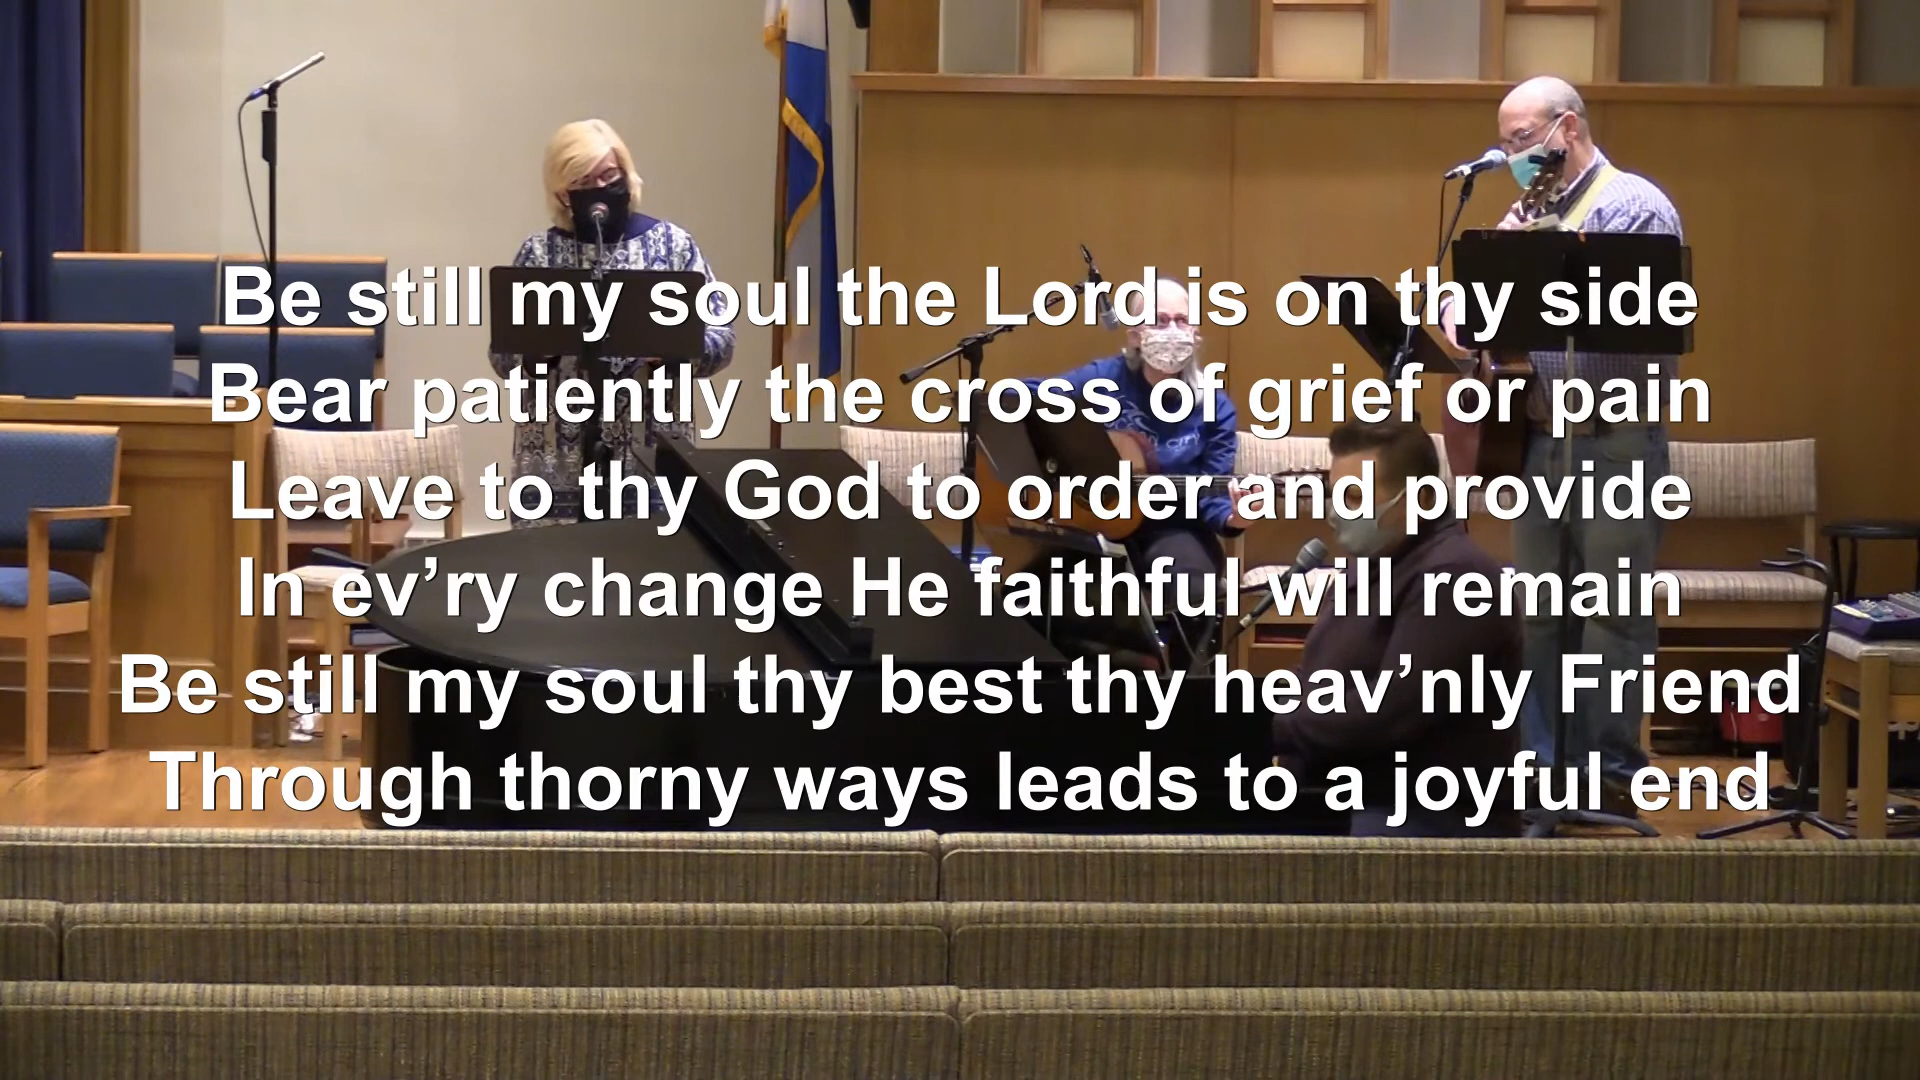 Be still my soul the Lord is on thy side
Bear patiently the cross of grief or pain
Leave to thy God to order and provide
In ev’ry change He faithful will remain
Be still my soul thy best thy heav’nly Friend
Through thorny ways leads to a joyful end